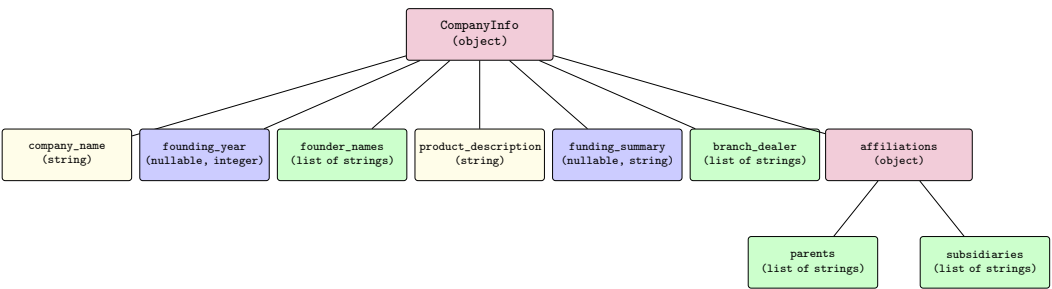 CompanyInfo
(object)
company_name
(string)
founding_year
(nullable, integer)
founder_names
(list of strings)
product_description
(string)
funding_summary
(nullable, string)
branch_dealer
(list of strings)
affiliations
(object)
parents
(list of strings)
subsidiaries
(list of strings)